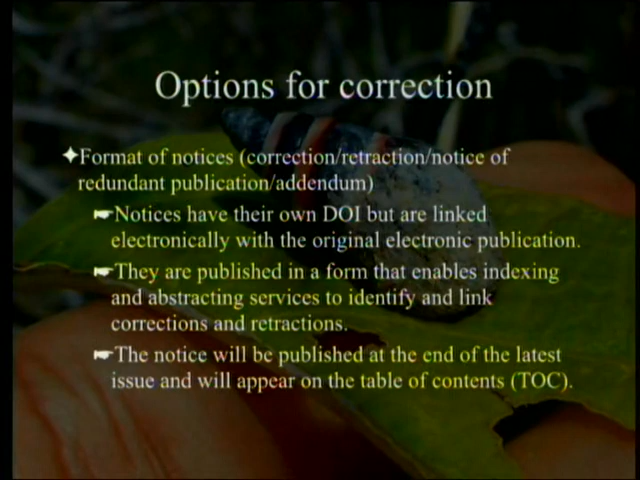 Options for correction
Format of notices (correction/retraction/notice of
redundant publication/addendum)
Notices have their own DOI but are linked
electronically with the original electronic publication.
They are published in a form that enables indexing
and abstracting services to identify and link
corrections and retractions.
The notice will be published at the end of the latest
issue and will appear on the table of contents (TOC).